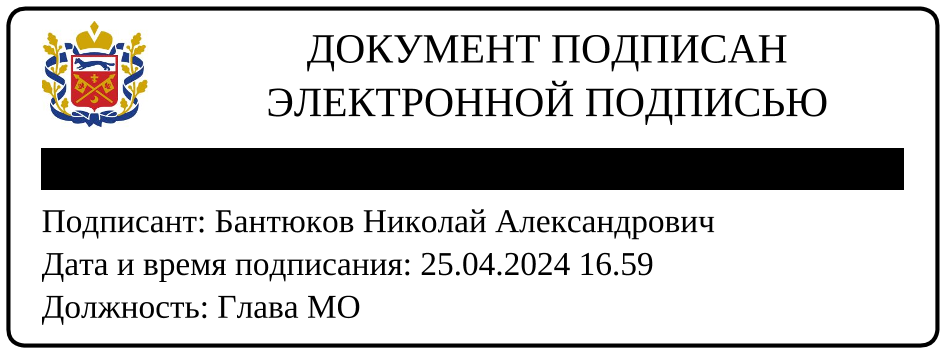 ДОКУМЕНТ ПОДПИСАН
ЭЛЕКТРОННОЙ ПОДПИСЬЮ
Подписант: Бантюков Николай Александрович
Дата и время подписания: 25.04.2024 16.59
Должность: Глава МО